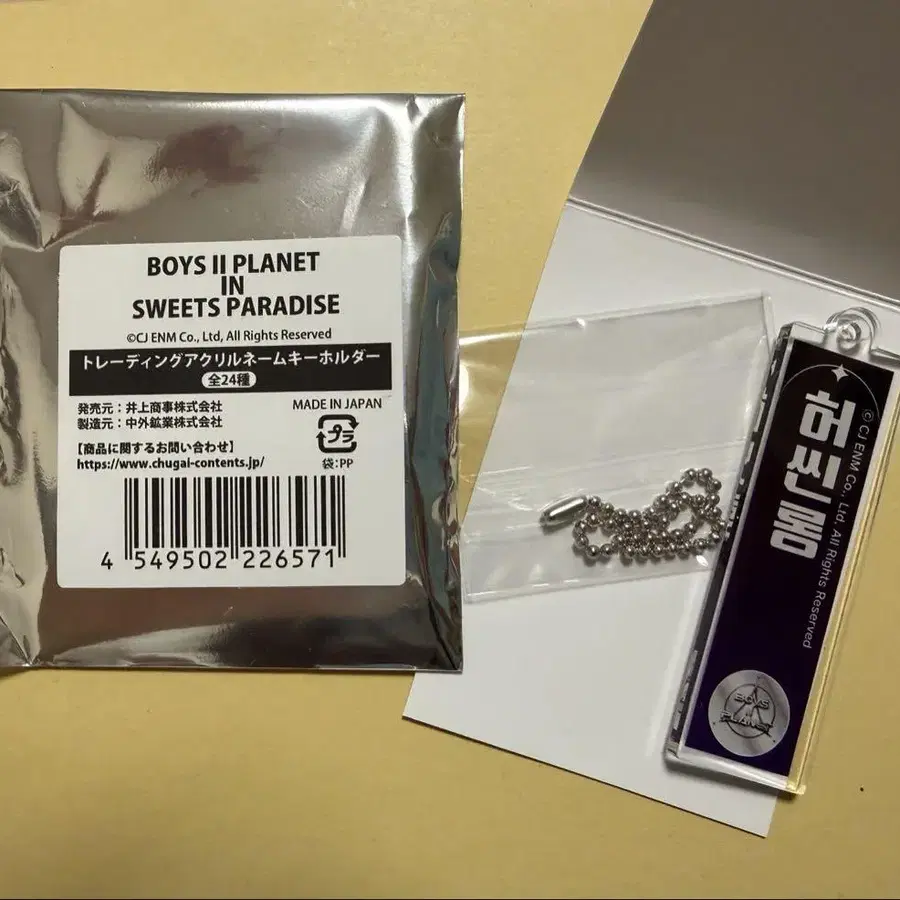 BOYS II PLANET
IN
SWEETS PARADISE
©CJ ENM Co., Ltd, All Rights Reserved
トレーディングアクリルネームキーホルダー
全24種
発売元：井上商事株式会社
製造元：中外鉱業株式会社
MADE IN JAPAN
プラ
袋：PP
【商品に関するお問い合わせ】
https://www.chugai-contents.jp/
4 549502 226571
허씬롱
©CJ ENM Co., Ltd, All Rights Reserved
BOYS
PLANET